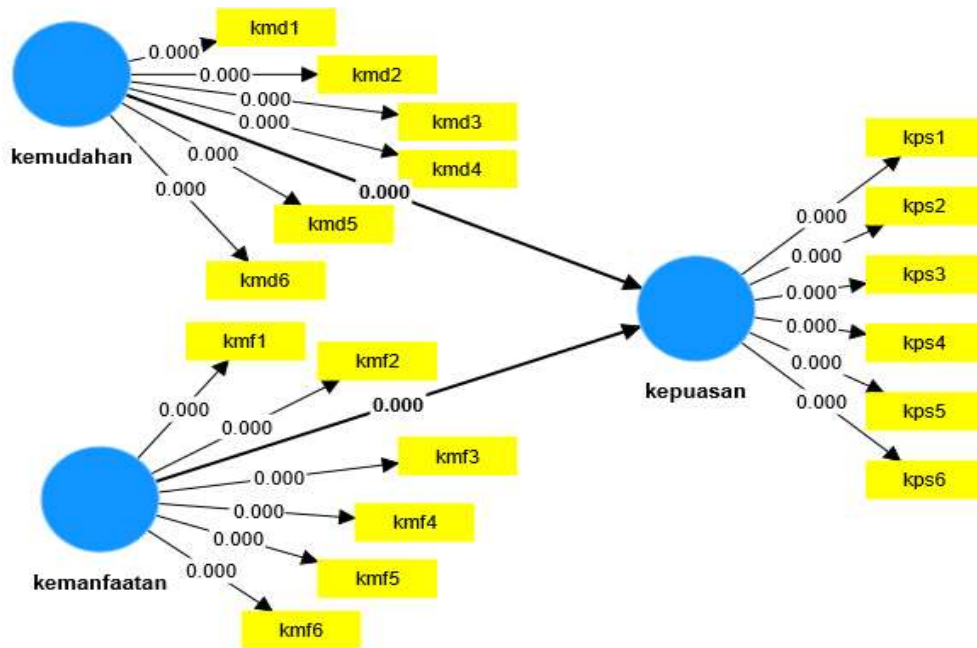 kmd1
0.000
kmd2
0.000
kmd3
0.000
kmd4
0.000
kmd5
0.000
kmd6
0.000
kemudahan
0.000
kmf1
0.000
kmf2
0.000
kmf3
0.000
kmf4
0.000
kmf5
0.000
kmf6
0.000
kemanfaatan
0.000
kepuasan
kps1
0.000
kps2
0.000
kps3
0.000
kps4
0.000
kps5
0.000
kps6
0.000